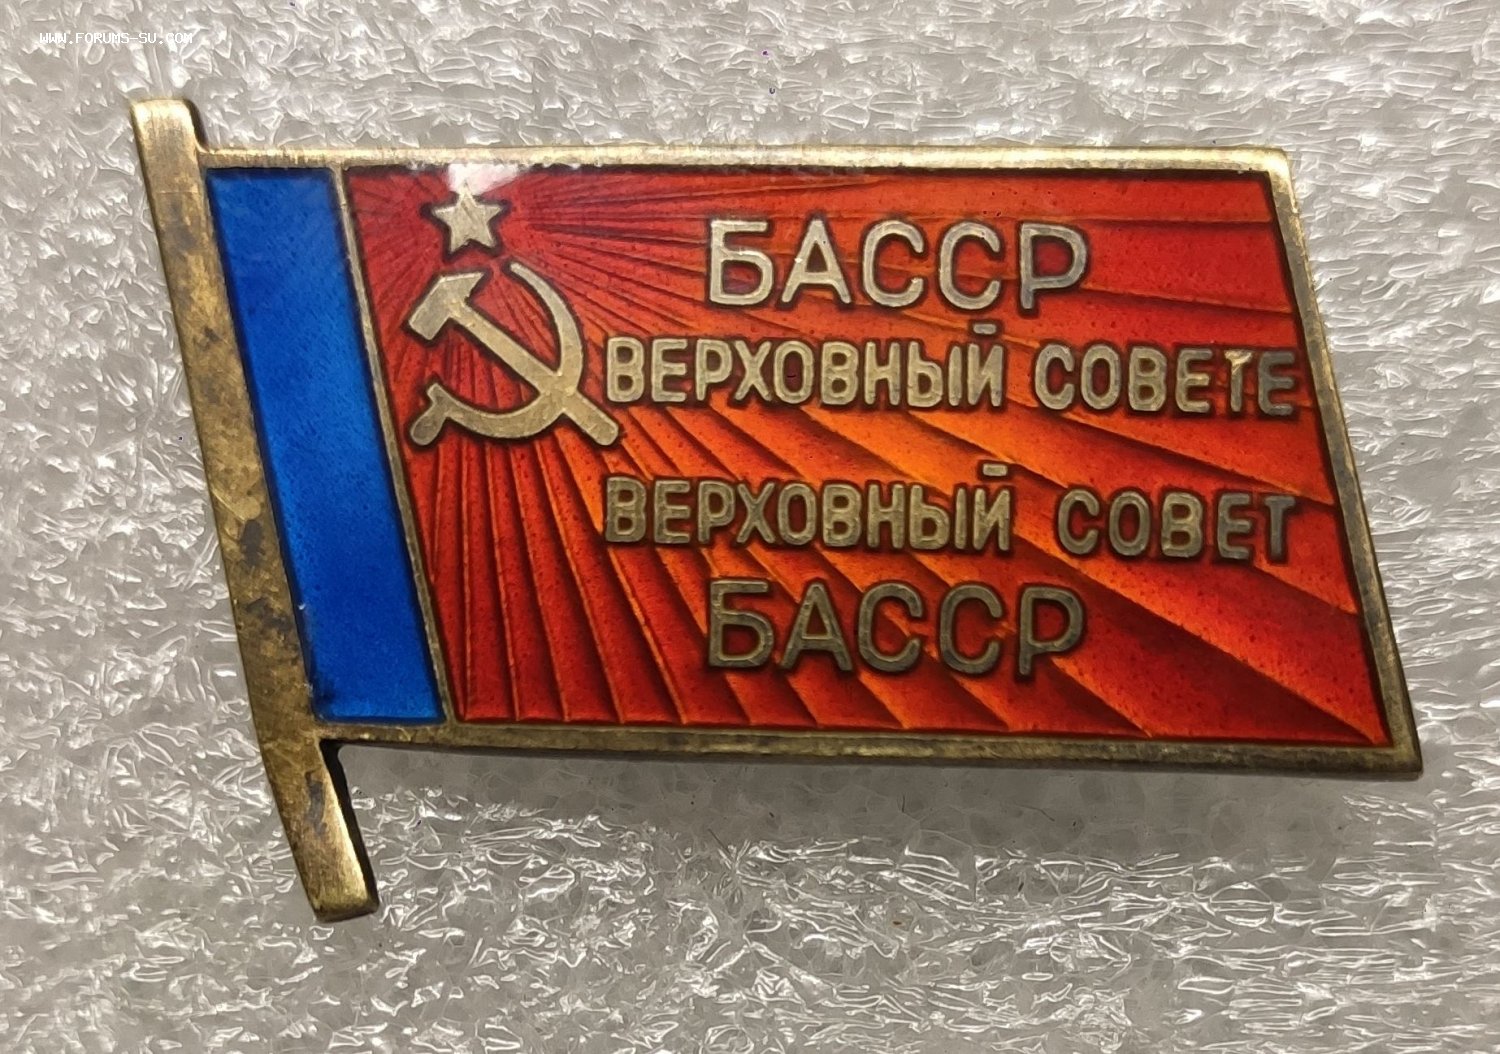 WWW.FORUMS-SU.COM
БАССР
ВЕРХОВНЫЙ СОВЕТЕ
ВЕРХОВНЫЙ СОВЕТ
БАССР